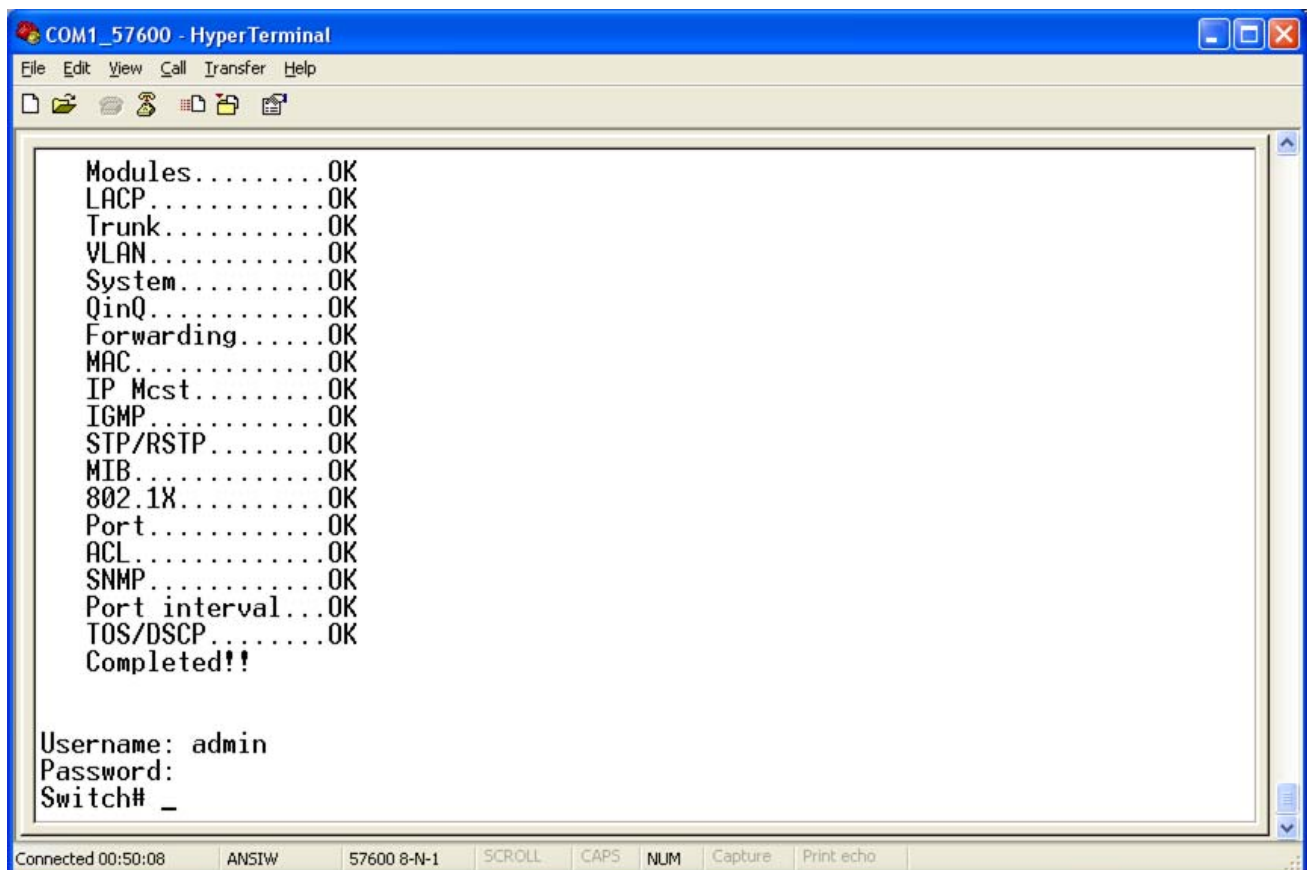 COM1_57600 - HyperTerminal
File Edit View Call Transfer Help
Modules.........OK
LACP............OK
Trunk...........OK
VLAN............OK
System..........OK
QinQ............OK
Forwarding......OK
MAC.............OK
IP Mcst.........OK
IGMP............OK
STP/RSTP........OK
MIB.............OK
802.1X..........OK
Port............OK
ACL.............OK
SNMP............OK
Port interval...OK
TOS/DSCP........OK
Completed!!
Username: admin
Password:
Switch# _
Connected 00:50:08 ANSIW 57600 8-N-1 SCROLL CAPS NUM Capture Print echo